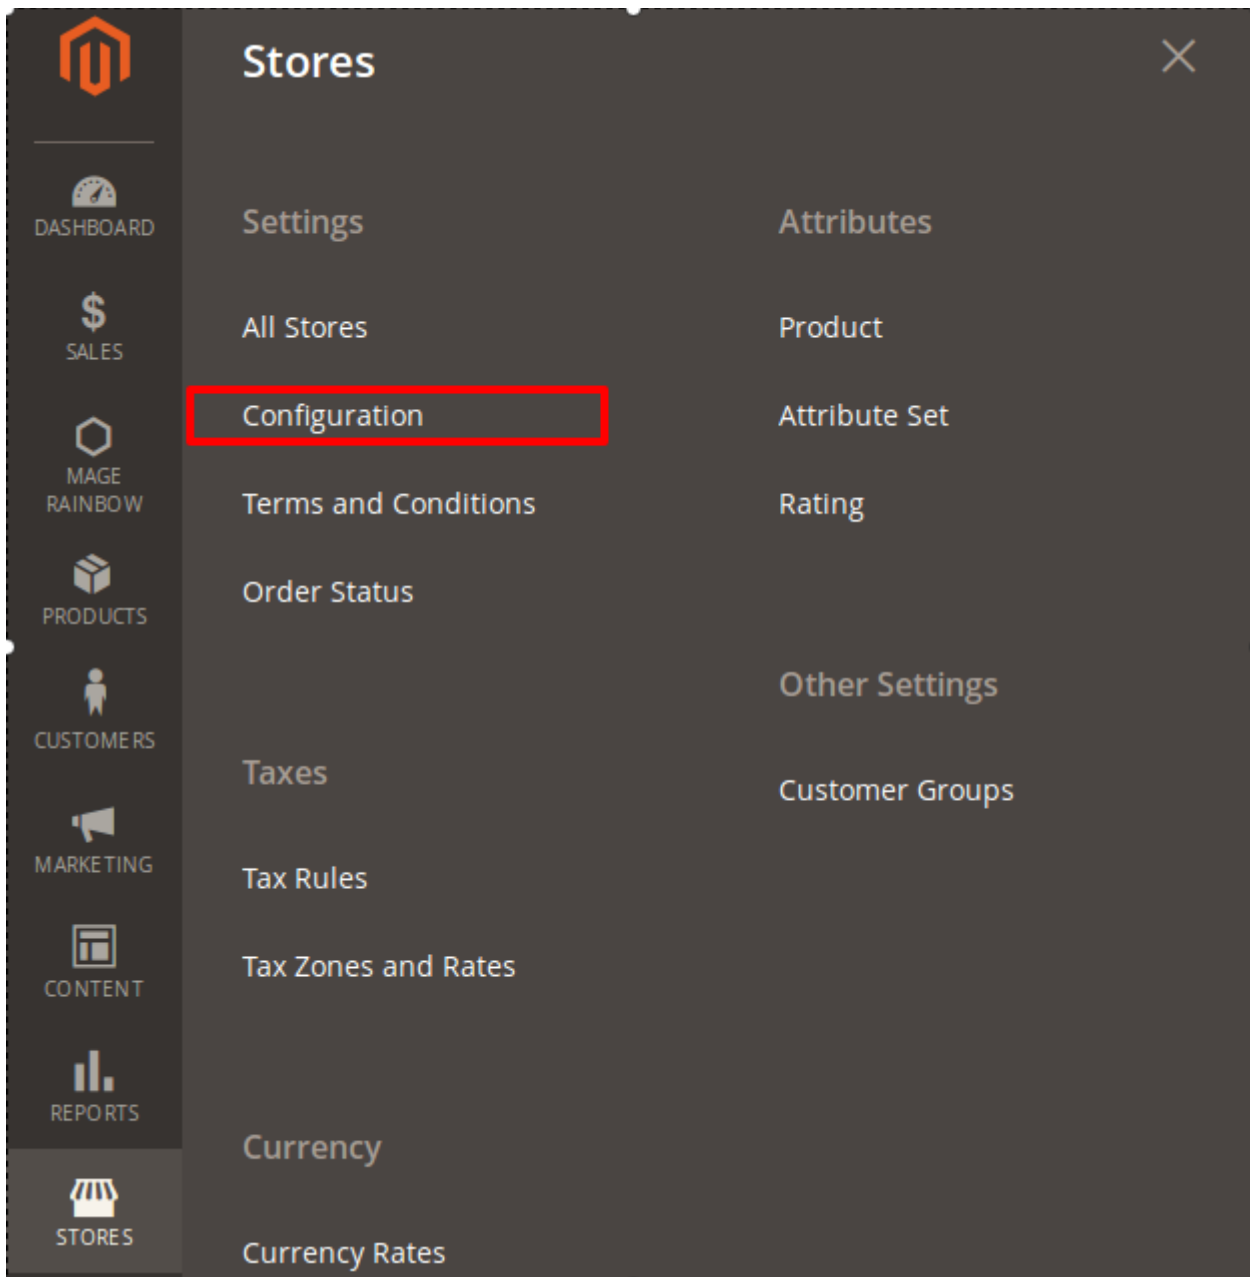 Stores
DASHBOARD
SALES
MAGE
RAINBOW
PRODUCTS
CUSTOMERS
MARKETING
CONTENT
REPORTS
STORES
Settings
All Stores
Configuration
Terms and Conditions
Order Status
Taxes
Tax Rules
Tax Zones and Rates
Currency
Currency Rates
Attributes
Product
Attribute Set
Rating
Other Settings
Customer Groups